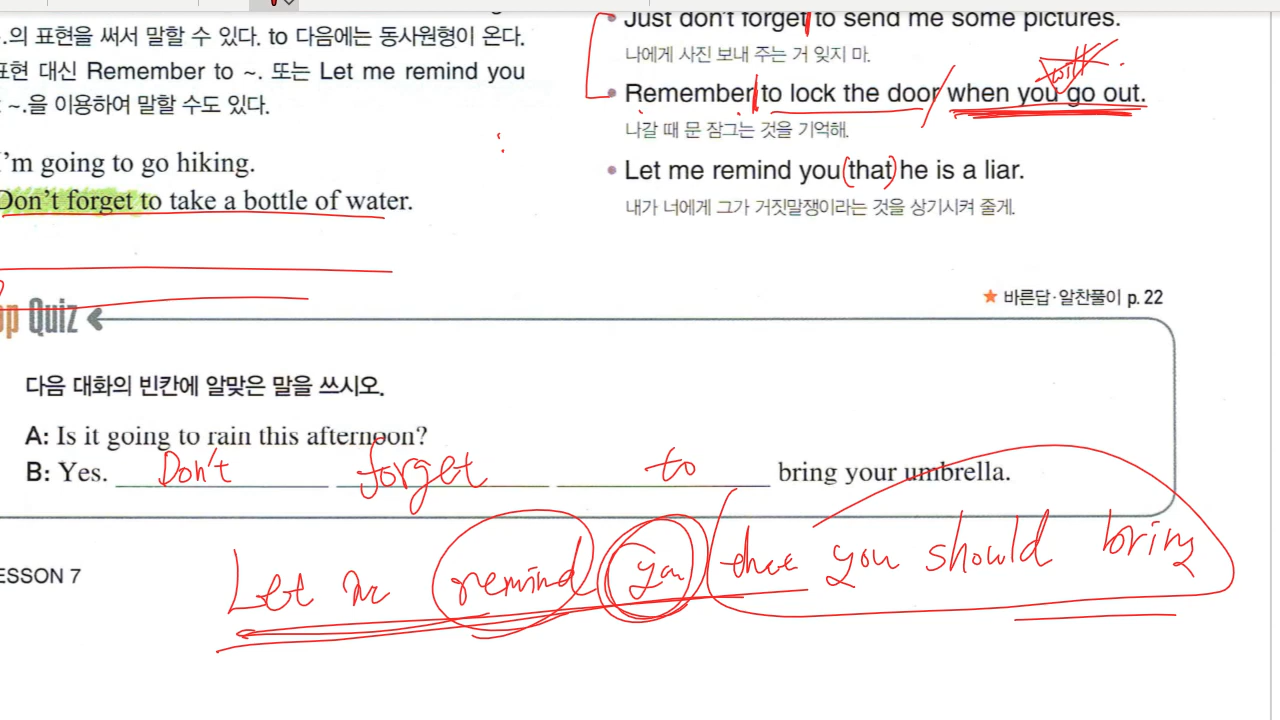 .의 표현을 써서 말할 수 있다. to 다음에는 동사원형이 온다.
표현 대신 Remember to ~. 또는 Let me remind you
~.을 이용하여 말할 수도 있다.
I'm going to go hiking.
Don't forget to take a bottle of water.
Just don't forget to send me some pictures.
나에게 사진 보내 주는 거 잊지 마.
will
Remember to lock the door when you go out.
나갈 때 문 잠그는 것을 기억해.
Let me remind you (that) he is a liar.
내가 너에게 그가 거짓말쟁이라는 것을 상기시켜 줄게.
바른답·알찬풀이 p. 22
op Quiz
다음 대화의 빈칸에 알맞은 말을 쓰시오.
A: Is it going to rain this afternoon?
B: Yes. Don't forget to bring your umbrella.
Let me remind you that you should bring
ESSON 7